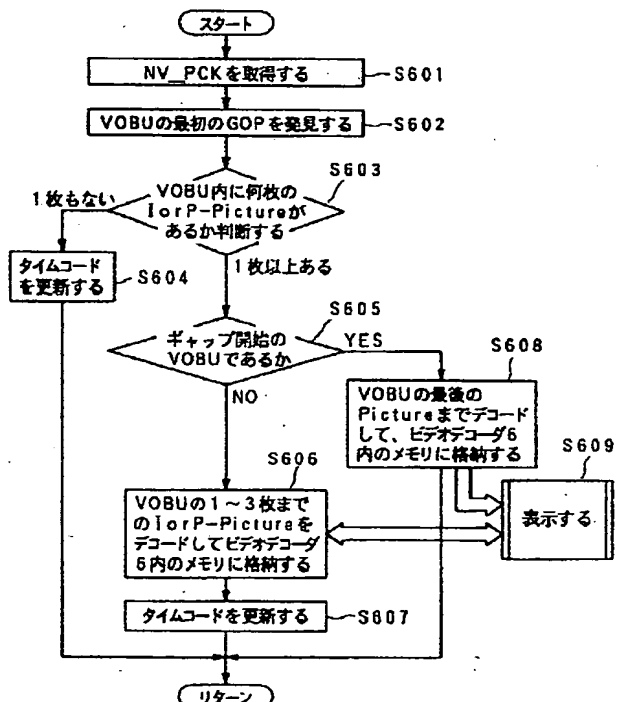 スタート
NV_PCKを取得する
S601
VOBUの最初のGOPを発見する
S602
S603
VOBU内に何枚の
IorP-Pictureが
あるか判断する
1枚もない
タイムコード
を更新する
S604
1枚以上ある
S605
ギャップ開始の
VOBUであるか
YES
NO
S608
VOBUの最後の
Pictureまでデコード
して、ビデオデコーダ6
内のメモリに格納する
S609
表示する
S606
VOBUの1~3枚まで
のIorP-Pictureを
デコードしてビデオデコーダ
6内のメモリに格納する
タイムコードを更新する
S607
リターン